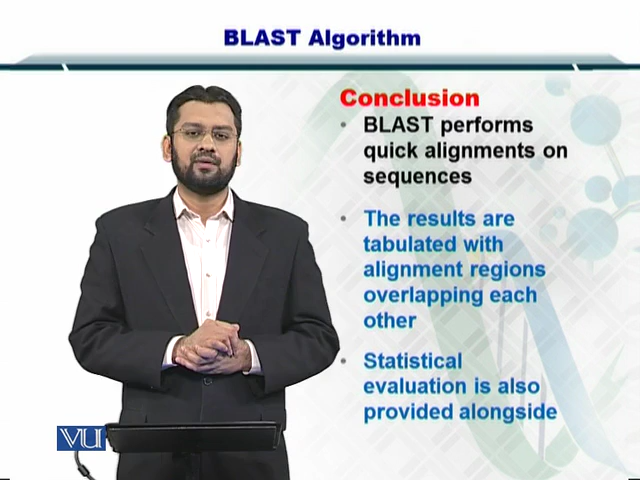 BLAST Algorithm
Conclusion
• BLAST performs
quick alignments on
sequences
• The results are
tabulated with
alignment regions
overlapping each
other
• Statistical
evaluation is also
provided alongside
VU